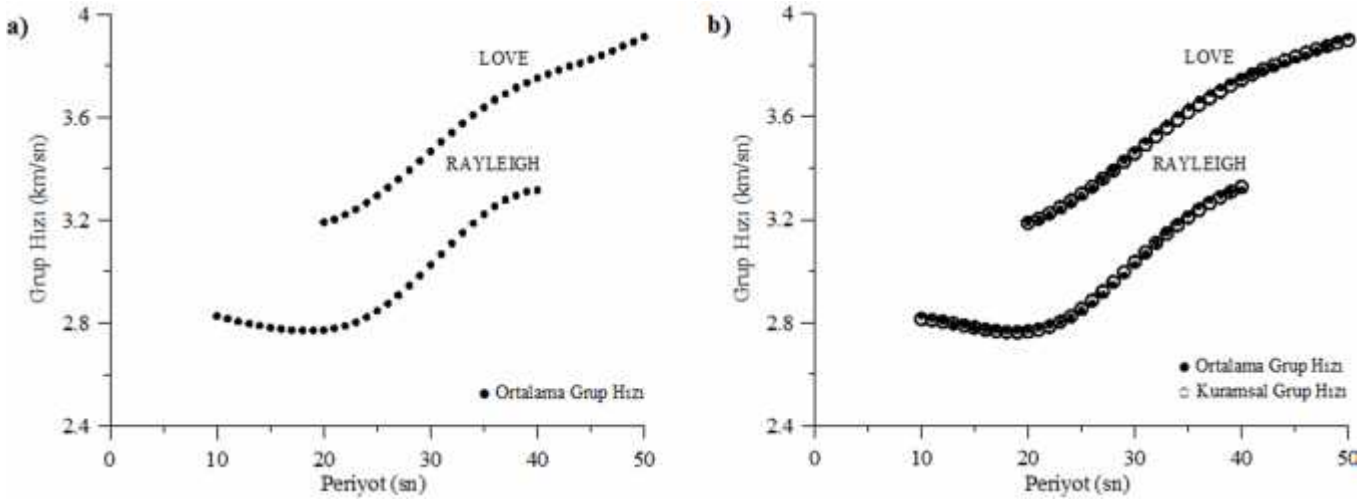 a)
4
3.6
3.2
2.8
2.4
Grup Hızı (km/sn)
LOVE
RAYLEIGH
Ortalama Grup Hızı
0 10 20 30 40 50
Periyot (sn)
b)
4
3.6
3.2
2.8
2.4
Grup Hızı (km/sn)
LOVE
RAYLEIGH
Ortalama Grup Hızı
Kuramsal Grup Hızı
0 10 20 30 40 50
Periyot (sn)